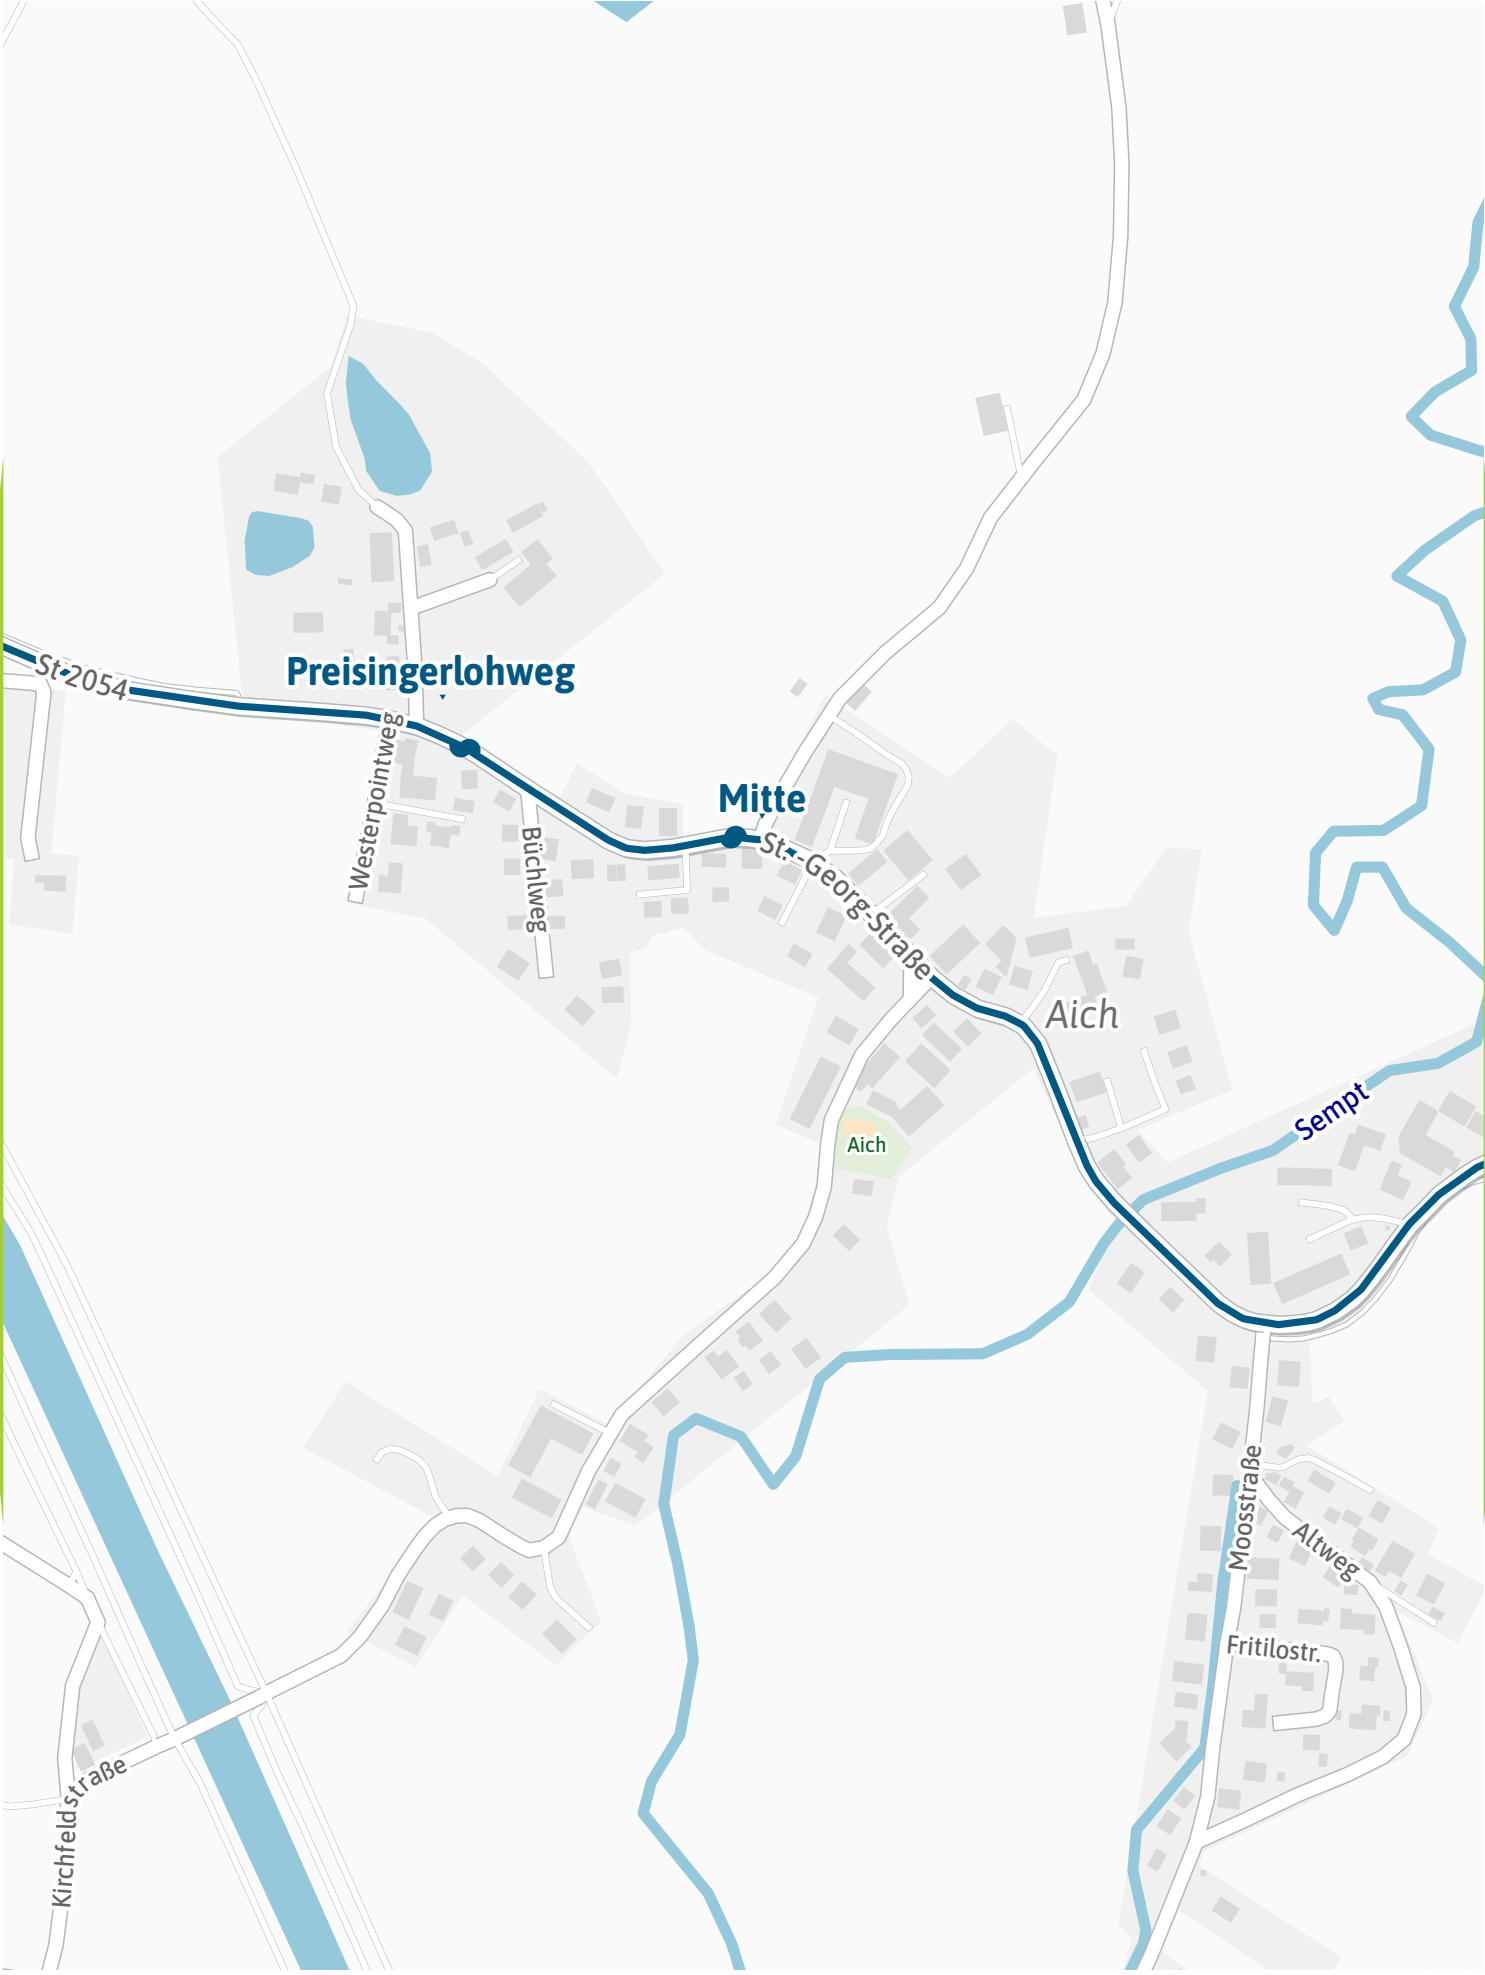 St 2054
Preisingerlohweg
Westerpointweg
Büchlweg
Mitte
St.-Georg-Straße
Aich
Sempt
Aich
Moosstraße
Altweg
Fritilostr.
Kirchfeldstraße